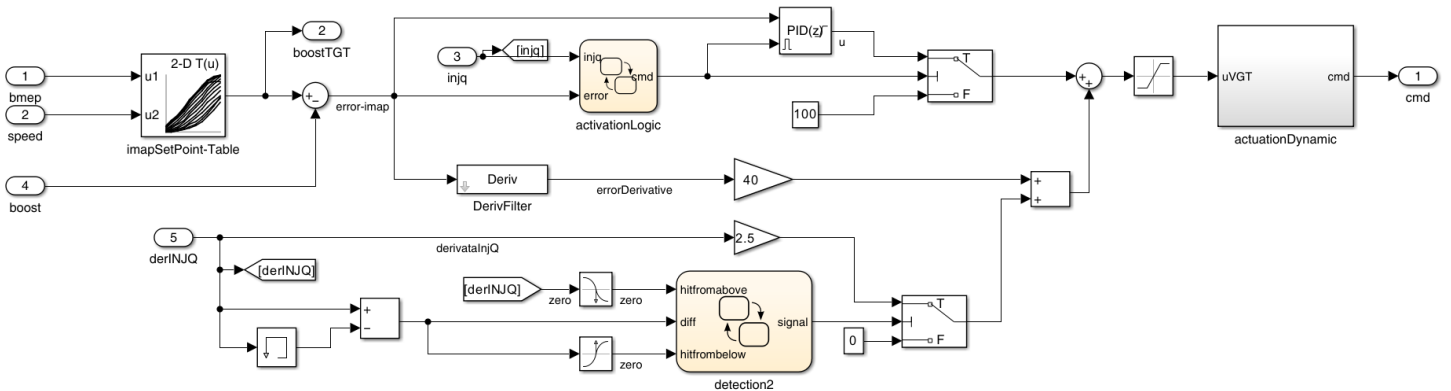 2
boostTGT
2-D T(u)
u1
u2
imapSetPoint-Table
1
bmep
2
speed
4
boost
+
−
error-imap
3
injq
[injq]
injq
error
cmd
activationLogic
PID(z)
u
100
T
F
+
+
uVGT
cmd
actuationDynamic
1
cmd
Deriv
DerivFilter
errorDerivative
40
+
+
5
derINJQ
[derINJQ]
derivataInjQ
2.5
+
−
[derINJQ]
zero
zero
zero
hitfromabove
diff
hitfrombelow
signal
detection2
0
T
F